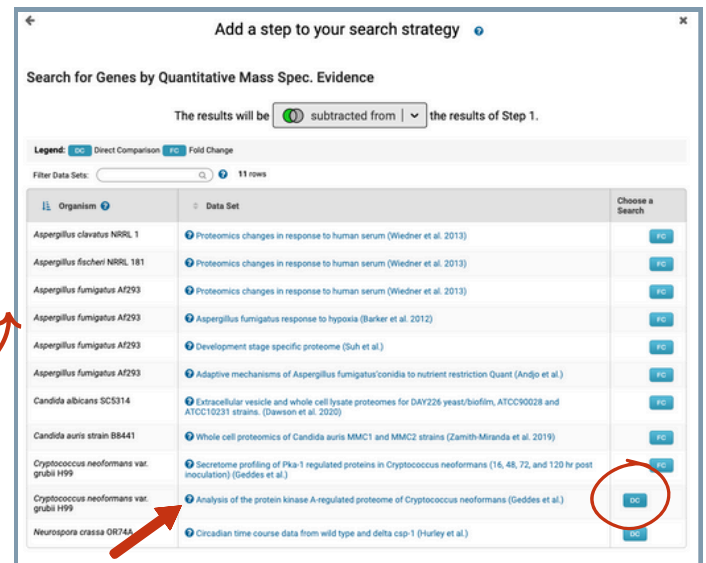 Add a step to your search strategy
Search for Genes by Quantitative Mass Spec. Evidence
The results will be subtracted from the results of Step 1.
Legend: DC Direct Comparison FC Fold Change
Filter Data Sets: 11 rows
Organism Data Set Choose a
Search
Aspergillus clavatus NRRL 1 Proteomics changes in response to human serum (Wiedner et al. 2013) FC
Aspergillus fischeri NRRL 181 Proteomics changes in response to human serum (Wiedner et al. 2013) FC
Aspergillus fumigatus Af293 Proteomics changes in response to human serum (Wiedner et al. 2013) FC
Aspergillus fumigatus Af293 Aspergillus fumigatus response to hypoxia (Barker et al. 2012) FC
Aspergillus fumigatus Af293 Development stage specific proteome (Suh et al.) FC
Aspergillus fumigatus Af293 Adaptive mechanisms of Aspergillus fumigatus'conidia to nutrient restriction Quant (Andjo et al.) FC
Candida albicans SC5314 Extracellular vesicle and whole cell lysate proteomes for DAY226 yeast/biofilm, ATCC90028 and
ATCC10231 strains. (Dawson et al. 2020) FC
Candida auris strain B8441 Whole cell proteomics of Candida auris MMC1 and MMC2 strains (Zamith-Miranda et al. 2019) FC
Cryptococcus neoformans var. Secretome profiling of Pka-1 regulated proteins in Cryptococcus neoformans (16, 48, 72, and 120 hr post FC
grubii H99 inoculation) (Geddes et al.)
Cryptococcus neoformans var. Analysis of the protein kinase A-regulated proteome of Cryptococcus neoformans (Geddes et al.) DC
grubii H99
Neurospora crassa OR74A Circadian time course data from wild type and delta csp-1 (Hurley et al.) DC